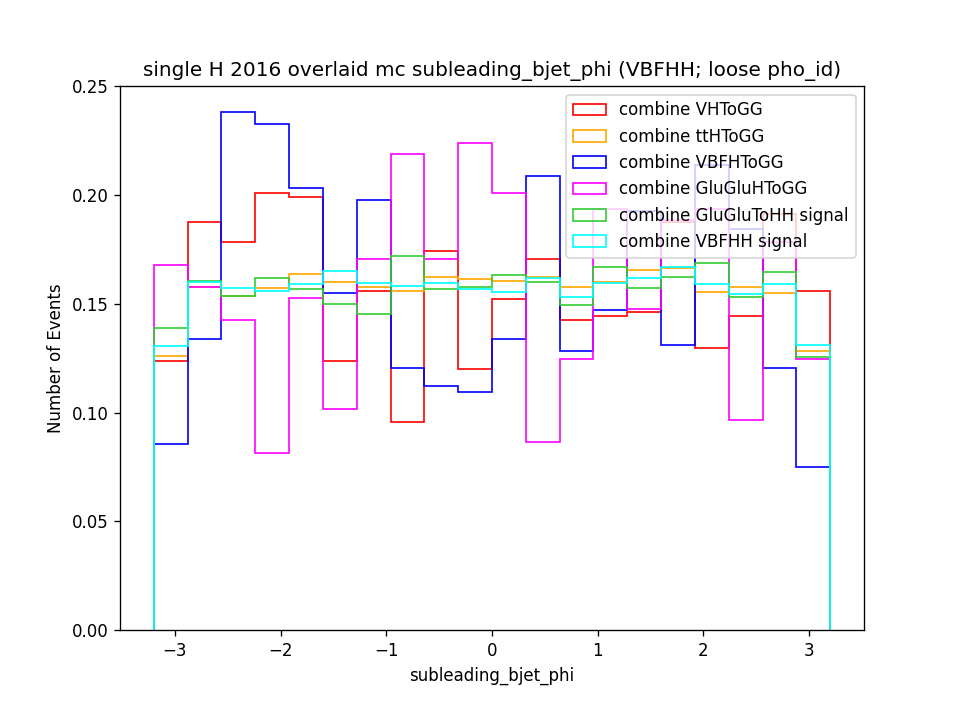 single H 2016 overlaid mc subleading_bjet_phi (VBFHH; loose pho_id)
0.25
0.20
0.15
0.10
0.05
0.00
Number of Events
combine VHToGG
combine ttHToGG
combine VBFHToGG
combine GluGluHToGG
combine GluGluToHH signal
combine VBFHH signal
−3 −2 −1 0 1 2 3
subleading_bjet_phi